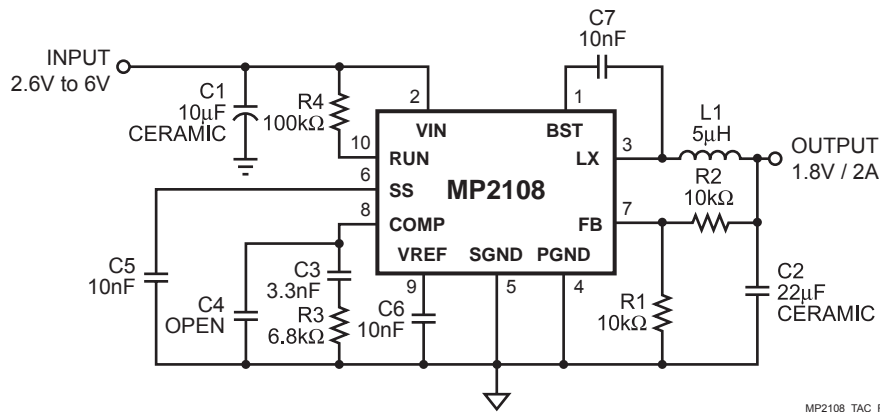 C7
10nF
INPUT
2.6V to 6V
C1
10µF
CERAMIC
R4
100kΩ
2
1
VIN
BST
L1
5µH
10
RUN
LX
3
OUTPUT
1.8V / 2A
6
SS
MP2108
R2
10kΩ
8
COMP
FB
7
VREF
SGND
PGND
C5
10nF
C4
OPEN
C3
3.3nF
R3
6.8kΩ
9
C6
10nF
5
4
R1
10kΩ
C2
22µF
CERAMIC